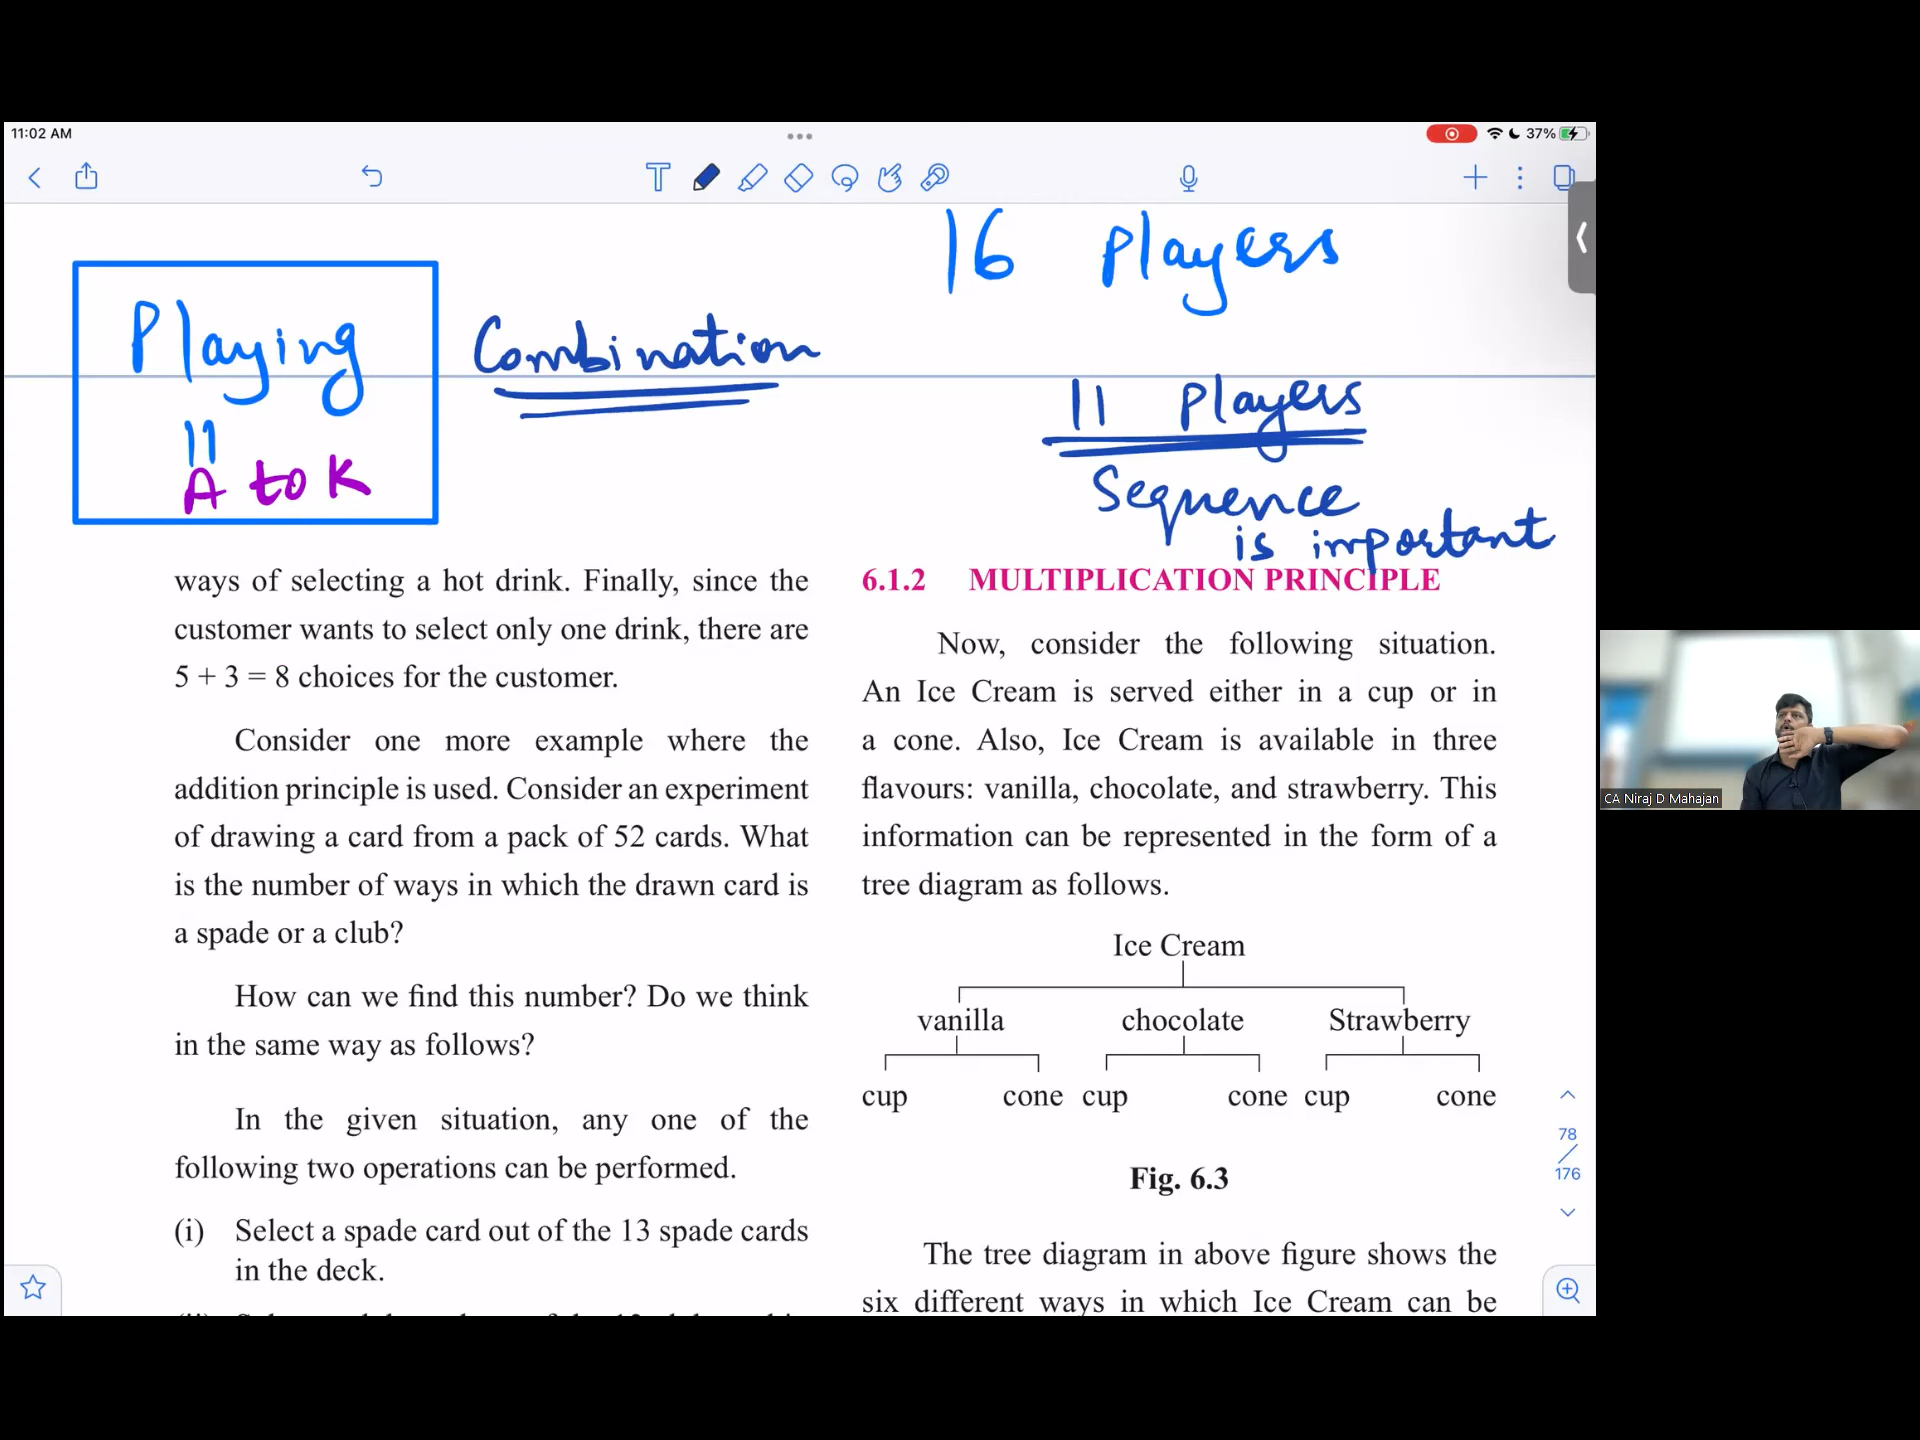 11:02 AM
37%
16 Players
Playing
11
A to K
Combination
11 Players
Sequence
is important
ways of selecting a hot drink. Finally, since the
customer wants to select only one drink, there are
5 + 3 = 8 choices for the customer.
Consider one more example where the
addition principle is used. Consider an experiment
of drawing a card from a pack of 52 cards. What
is the number of ways in which the drawn card is
a spade or a club?
How can we find this number? Do we think
in the same way as follows?
In the given situation, any one of the
following two operations can be performed.
(i) Select a spade card out of the 13 spade cards
in the deck.
6.1.2 MULTIPLICATION PRINCIPLE
Now, consider the following situation.
An Ice Cream is served either in a cup or in
a cone. Also, Ice Cream is available in three
flavours: vanilla, chocolate, and strawberry. This
information can be represented in the form of a
tree diagram as follows.
Ice Cream
vanilla chocolate Strawberry
cup cone cup cone cup cone
Fig. 6.3
The tree diagram in above figure shows the
six different ways in which Ice Cream can be
78
176
CA Niraj D Mahajan